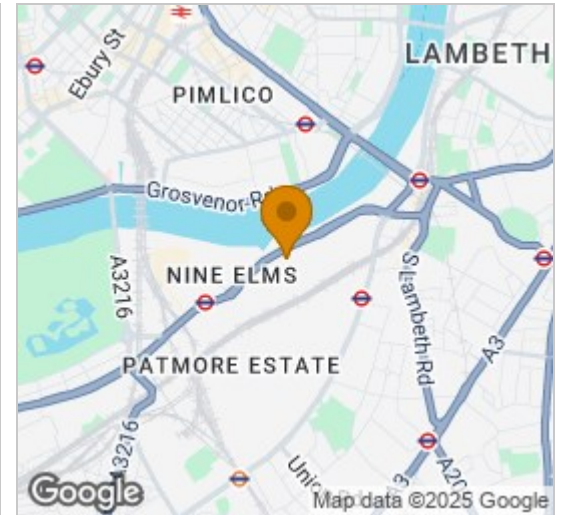 Ebury St
LAMBETH
PIMLICO
Grosvenor Rd
A3216
NINE ELMS
S Lambeth Rd
A3
PATMORE ESTATE
A3216
A3
Google
Map data ©2025 Google